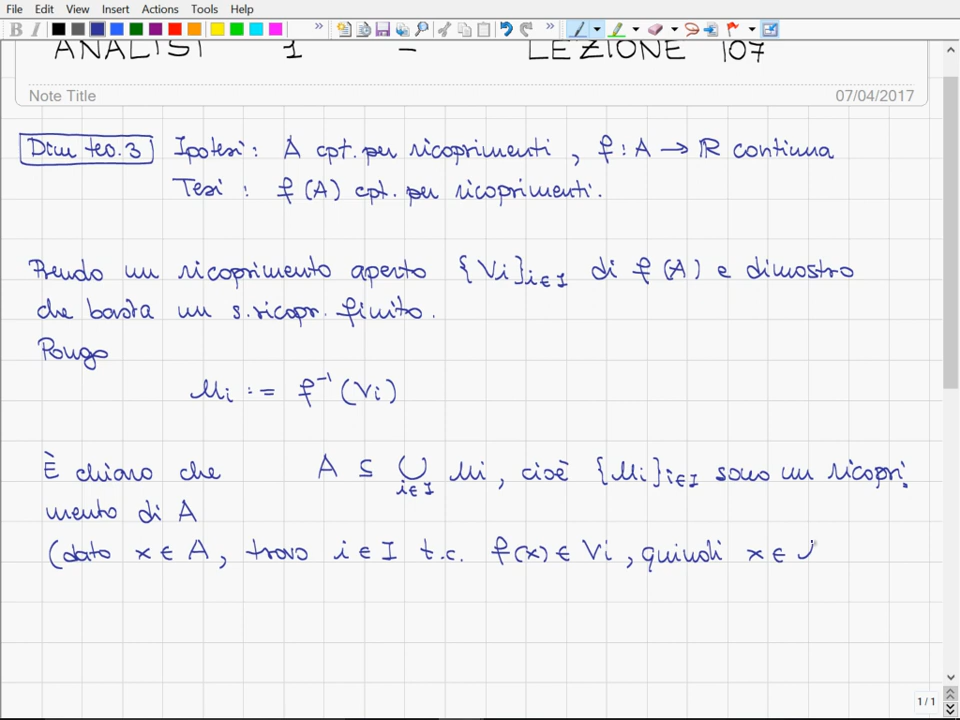 File Edit View Insert Actions Tools Help
B I
ANALISI 1 - LEZIONE 107
Note Title 07/04/2017
Dim teo. 3 Ipotesi: A cpt. per ricoprimenti, f : A → ℝ continua
Tesi : f(A) cpt. per ricoprimenti.
Prendo un ricoprimento aperto {Vi}i∈I di f(A) e dimostro
che basta un s.ricopr. finito.
Pongo
Ui := f⁻¹(Vi)
È chiaro che A ⊆ ⋃i∈I Ui, cioè {Ui}i∈I sono un ricopri,
mento di A
(dato x ∈ A, trovo i ∈ I t.c. f(x) ∈ Vi, quindi x ∈
1 / 1